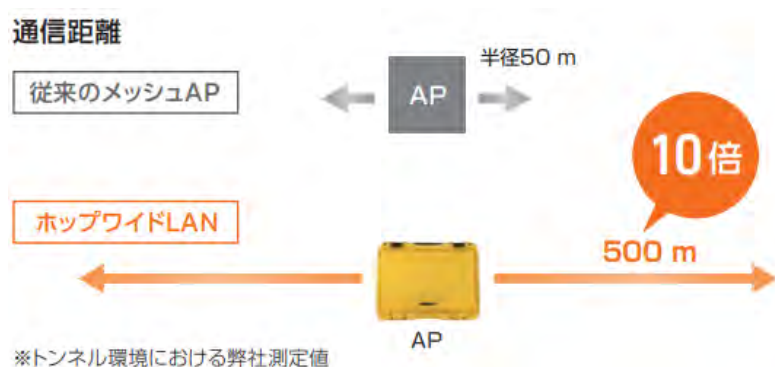 通信距離
従来のメッシュAP
AP
半径50 m
10倍
ホップワイドLAN
500 m
AP
※トンネル環境における弊社測定値